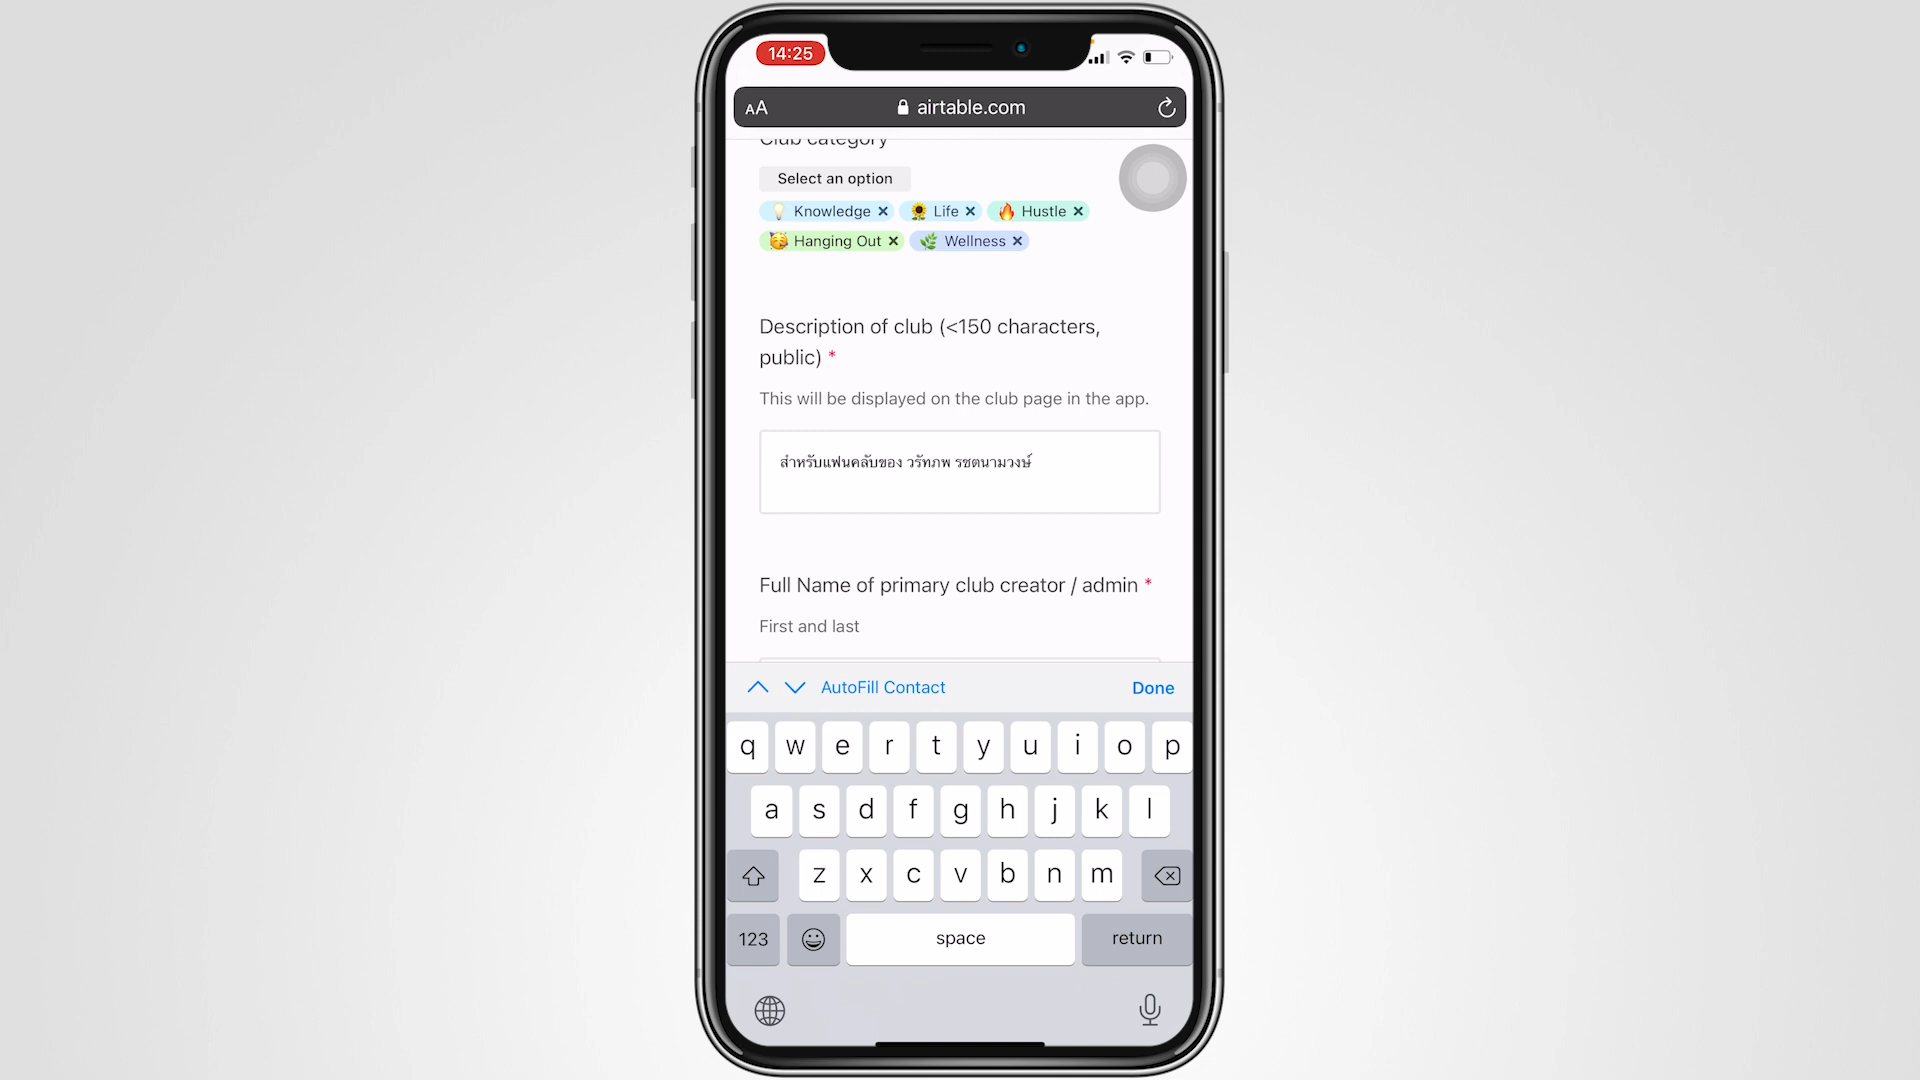 14:25
AA airtable.com
Club category
Select an option
Knowledge × Life × Hustle ×
Hanging Out × Wellness ×
Description of club (<150 characters,
public) *
This will be displayed on the club page in the app.
สำหรับแฟนคลับของ วรัทภพ รชตนามวงษ์
Full Name of primary club creator / admin *
First and last
AutoFill Contact Done
q w e r t y u i o p
a s d f g h j k l
z x c v b n m
123 space return